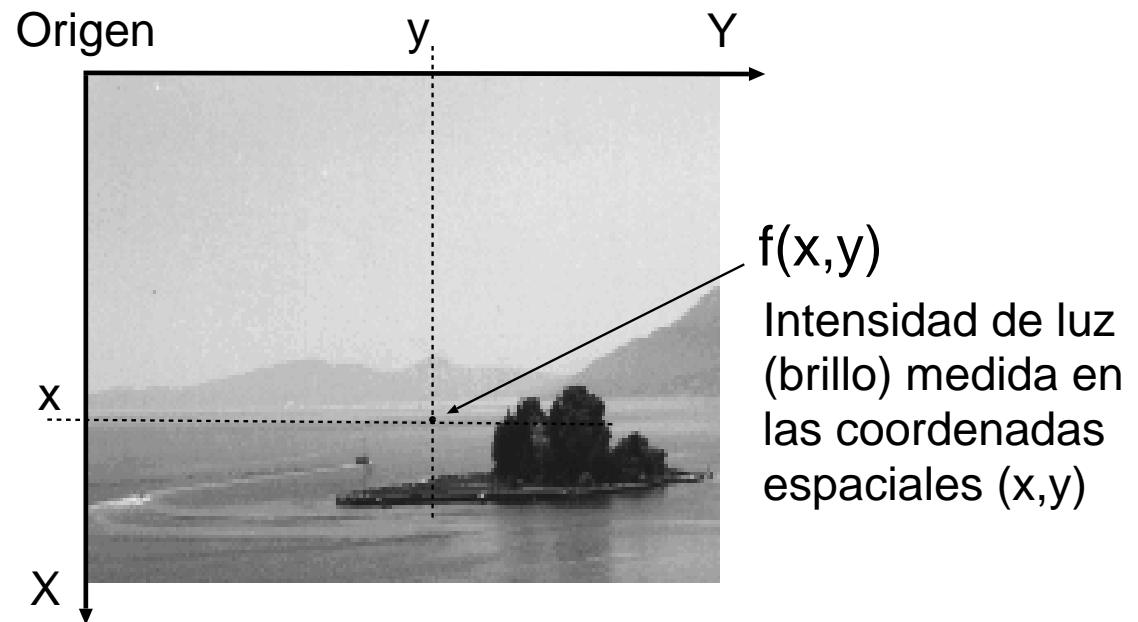 Origen
y
Y
f(x,y)
Intensidad de luz
(brillo) medida en
las coordenadas
espaciales (x,y)
x
X